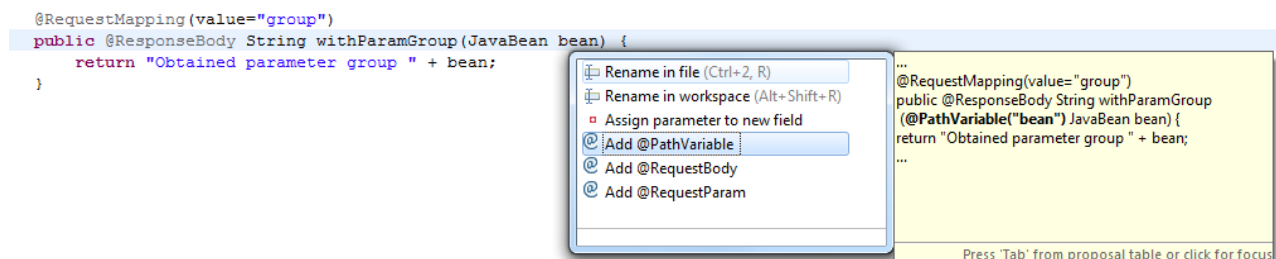 @RequestMapping(value="group")
public @ResponseBody String withParamGroup(JavaBean bean) {
return "Obtained parameter group " + bean;
}
Rename in file (Ctrl+2, R)
Rename in workspace (Alt+Shift+R)
Assign parameter to new field
@ Add @PathVariable
@ Add @RequestBody
@ Add @RequestParam
...
@RequestMapping(value="group")
public @ResponseBody String withParamGroup
(@PathVariable("bean") JavaBean bean) {
return "Obtained parameter group " + bean;
...
Press 'Tab' from proposal table or click for focus